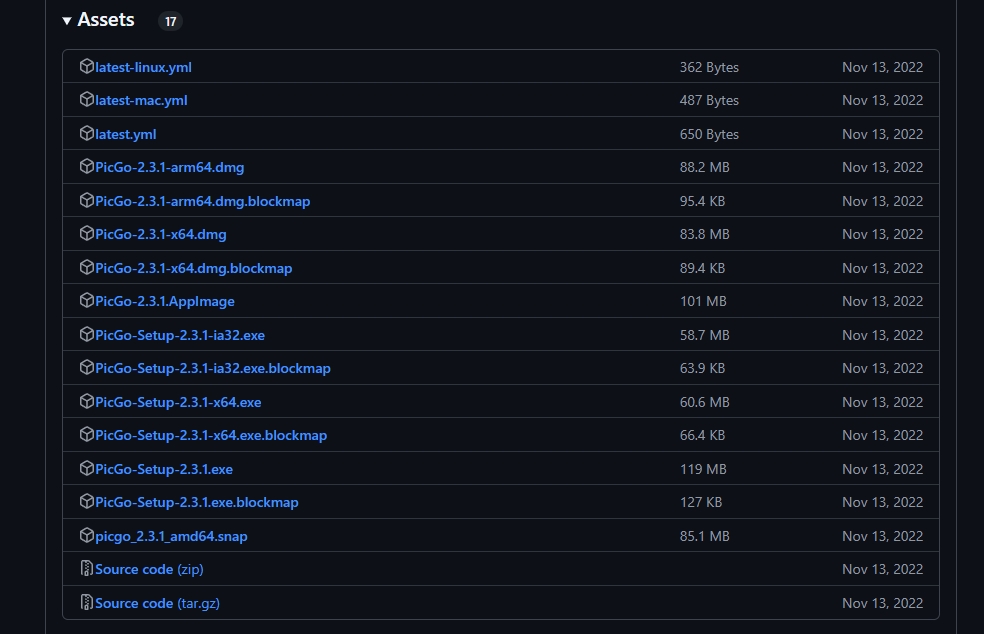 Assets 17
latest-linux.yml 362 Bytes Nov 13, 2022
latest-mac.yml 487 Bytes Nov 13, 2022
latest.yml 650 Bytes Nov 13, 2022
PicGo-2.3.1-arm64.dmg 88.2 MB Nov 13, 2022
PicGo-2.3.1-arm64.dmg.blockmap 95.4 KB Nov 13, 2022
PicGo-2.3.1-x64.dmg 83.8 MB Nov 13, 2022
PicGo-2.3.1-x64.dmg.blockmap 89.4 KB Nov 13, 2022
PicGo-2.3.1.AppImage 101 MB Nov 13, 2022
PicGo-Setup-2.3.1-ia32.exe 58.7 MB Nov 13, 2022
PicGo-Setup-2.3.1-ia32.exe.blockmap 63.9 KB Nov 13, 2022
PicGo-Setup-2.3.1-x64.exe 60.6 MB Nov 13, 2022
PicGo-Setup-2.3.1-x64.exe.blockmap 66.4 KB Nov 13, 2022
PicGo-Setup-2.3.1.exe 119 MB Nov 13, 2022
PicGo-Setup-2.3.1.exe.blockmap 127 KB Nov 13, 2022
picgo_2.3.1_amd64.snap 85.1 MB Nov 13, 2022
Source code (zip) Nov 13, 2022
Source code (tar.gz) Nov 13, 2022